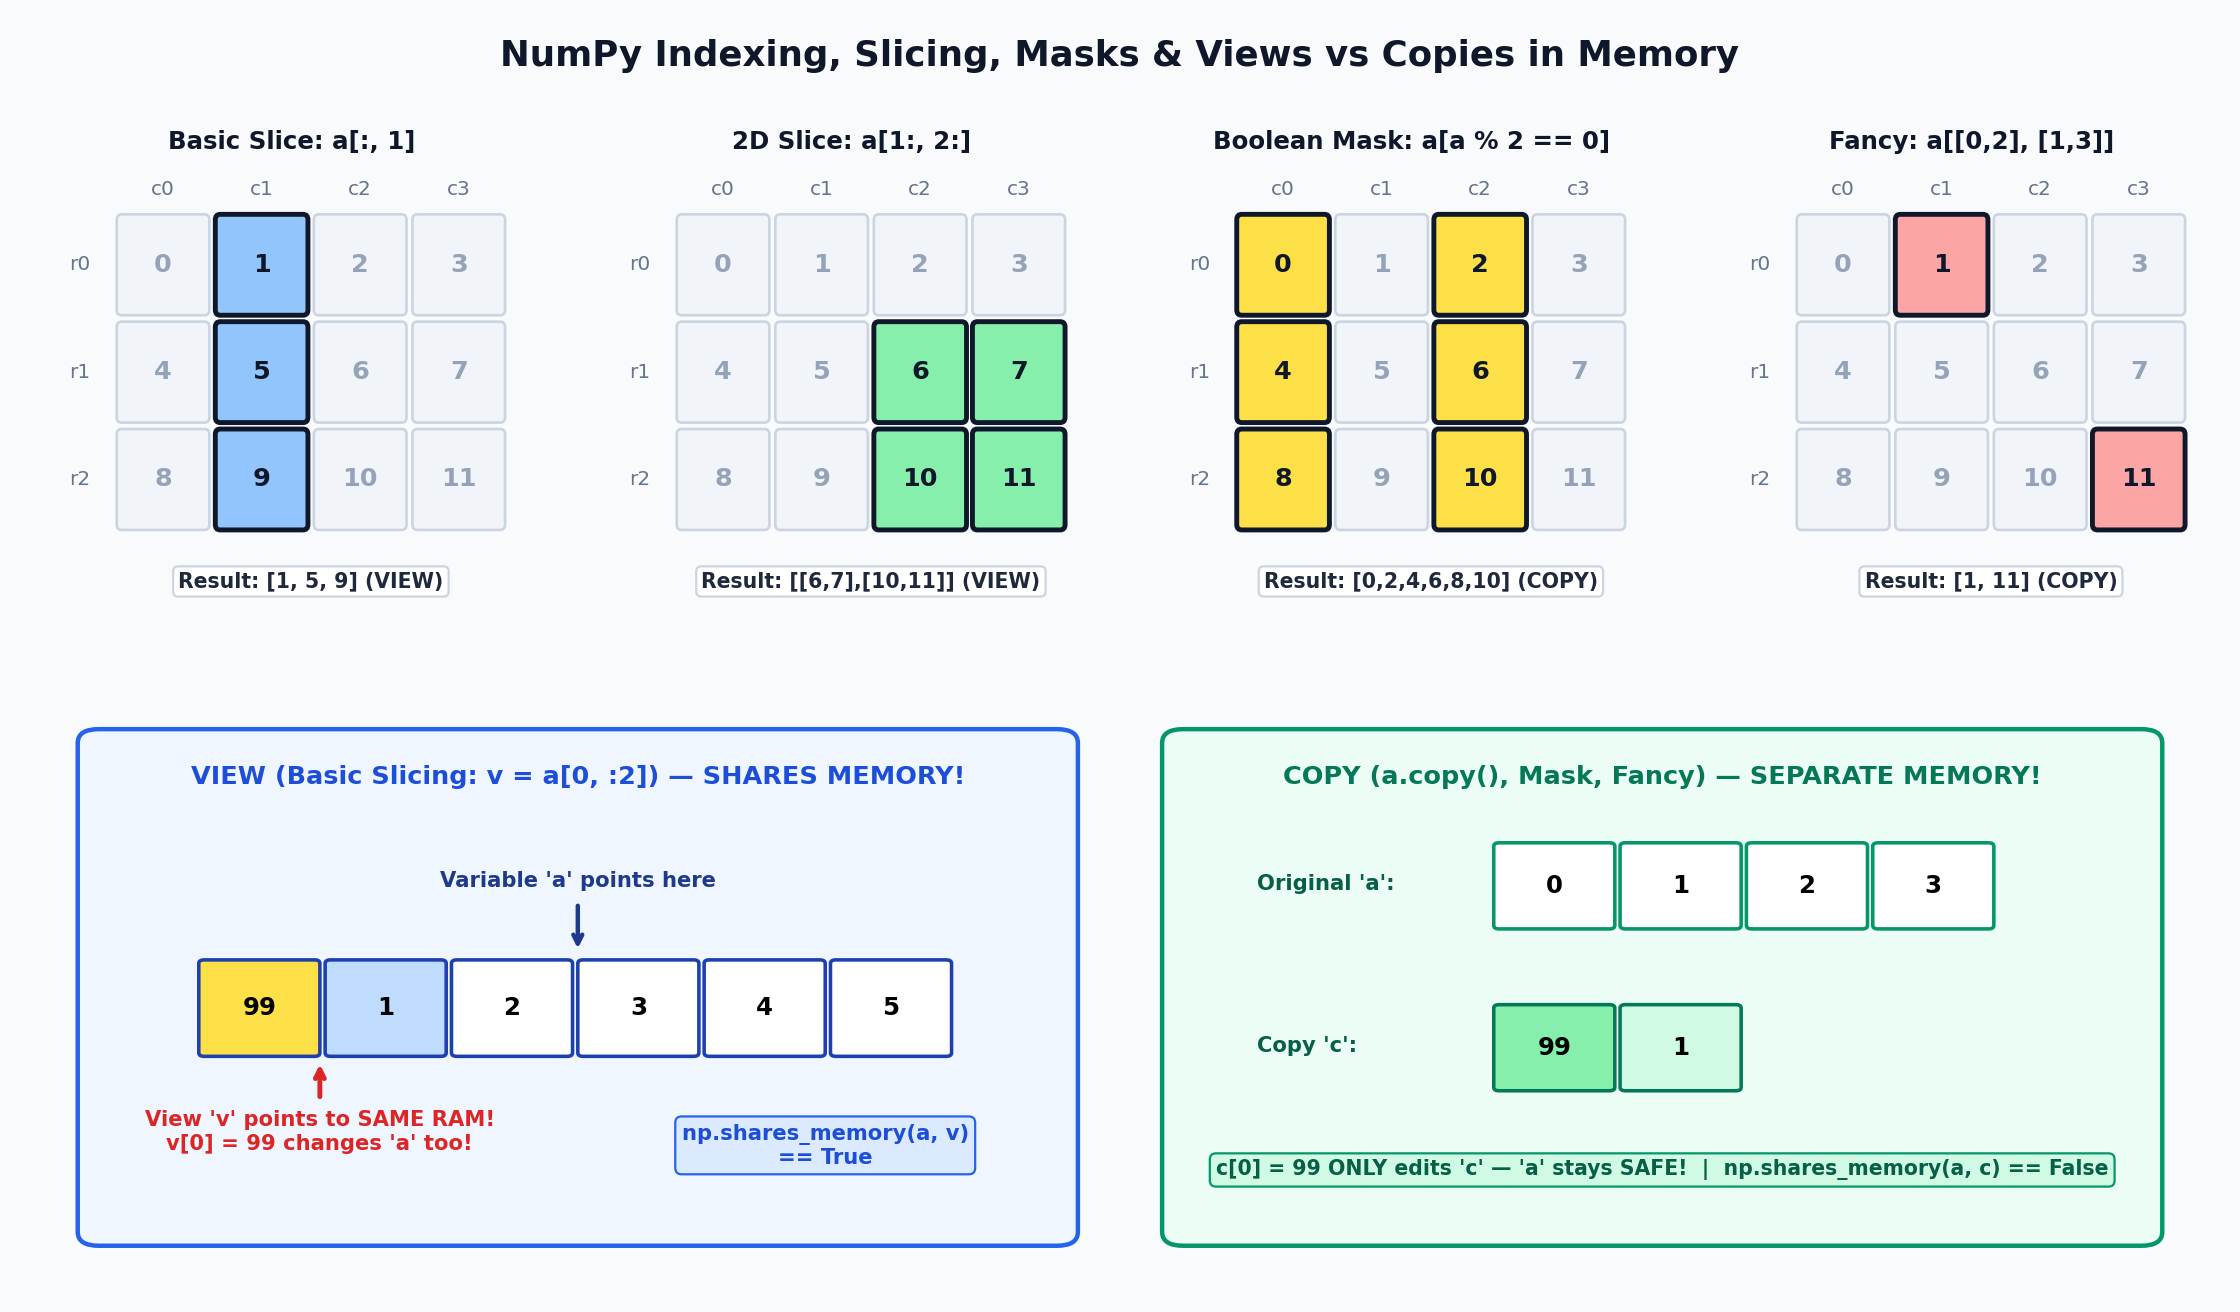 NumPy Indexing, Slicing, Masks & Views vs Copies in Memory
Basic Slice: a[:, 1]
c0 c1 c2 c3
r0 0 1 2 3
r1 4 5 6 7
r2 8 9 10 11
Result: [1, 5, 9] (VIEW)
2D Slice: a[1:, 2:]
c0 c1 c2 c3
r0 0 1 2 3
r1 4 5 6 7
r2 8 9 10 11
Result: [[6,7],[10,11]] (VIEW)
Boolean Mask: a[a % 2 == 0]
c0 c1 c2 c3
r0 0 1 2 3
r1 4 5 6 7
r2 8 9 10 11
Result: [0,2,4,6,8,10] (COPY)
Fancy: a[[0,2], [1,3]]
c0 c1 c2 c3
r0 0 1 2 3
r1 4 5 6 7
r2 8 9 10 11
Result: [1, 11] (COPY)
VIEW (Basic Slicing: v = a[0, :2]) — SHARES MEMORY!
Variable 'a' points here
99 1 2 3 4 5
View 'v' points to SAME RAM!
v[0] = 99 changes 'a' too!
np.shares_memory(a, v)
== True
COPY (a.copy(), Mask, Fancy) — SEPARATE MEMORY!
Original 'a': 0 1 2 3
Copy 'c': 99 1
c[0] = 99 ONLY edits 'c' — 'a' stays SAFE! | np.shares_memory(a, c) == False